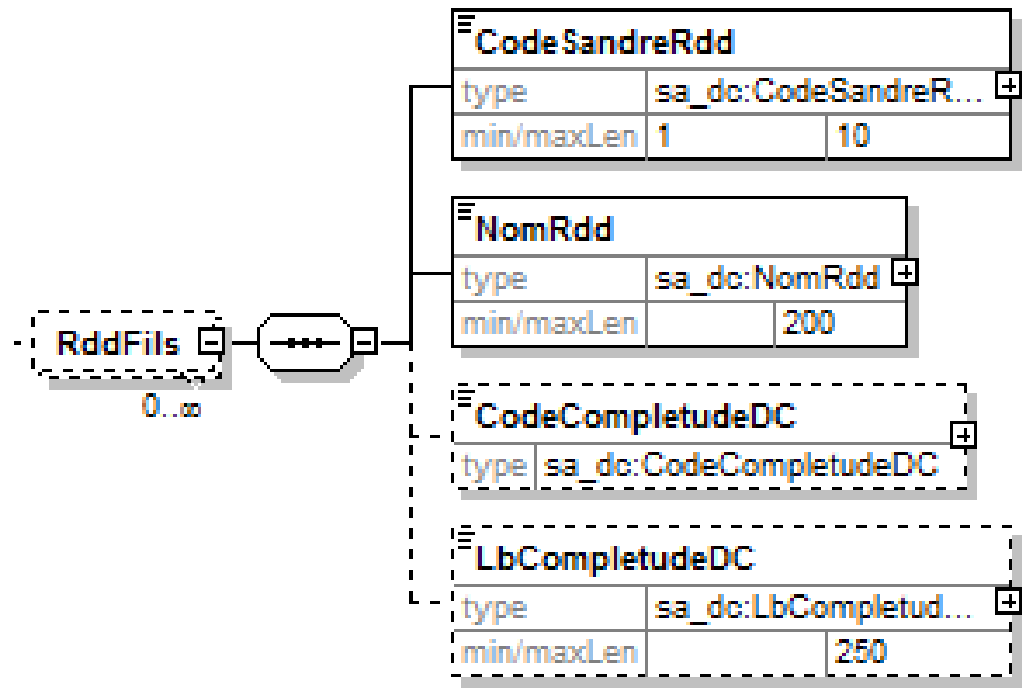 CodeSandreRdd
type sa_dc:CodeSandreR...
min/maxLen 1 10
NomRdd
type sa_dc:NomRdd
min/maxLen 200
RddFils
0..∞
CodeCompletudeDC
type sa_dc:CodeCompletudeDC
LbCompletudeDC
type sa_dc:LbCompletud...
min/maxLen 250